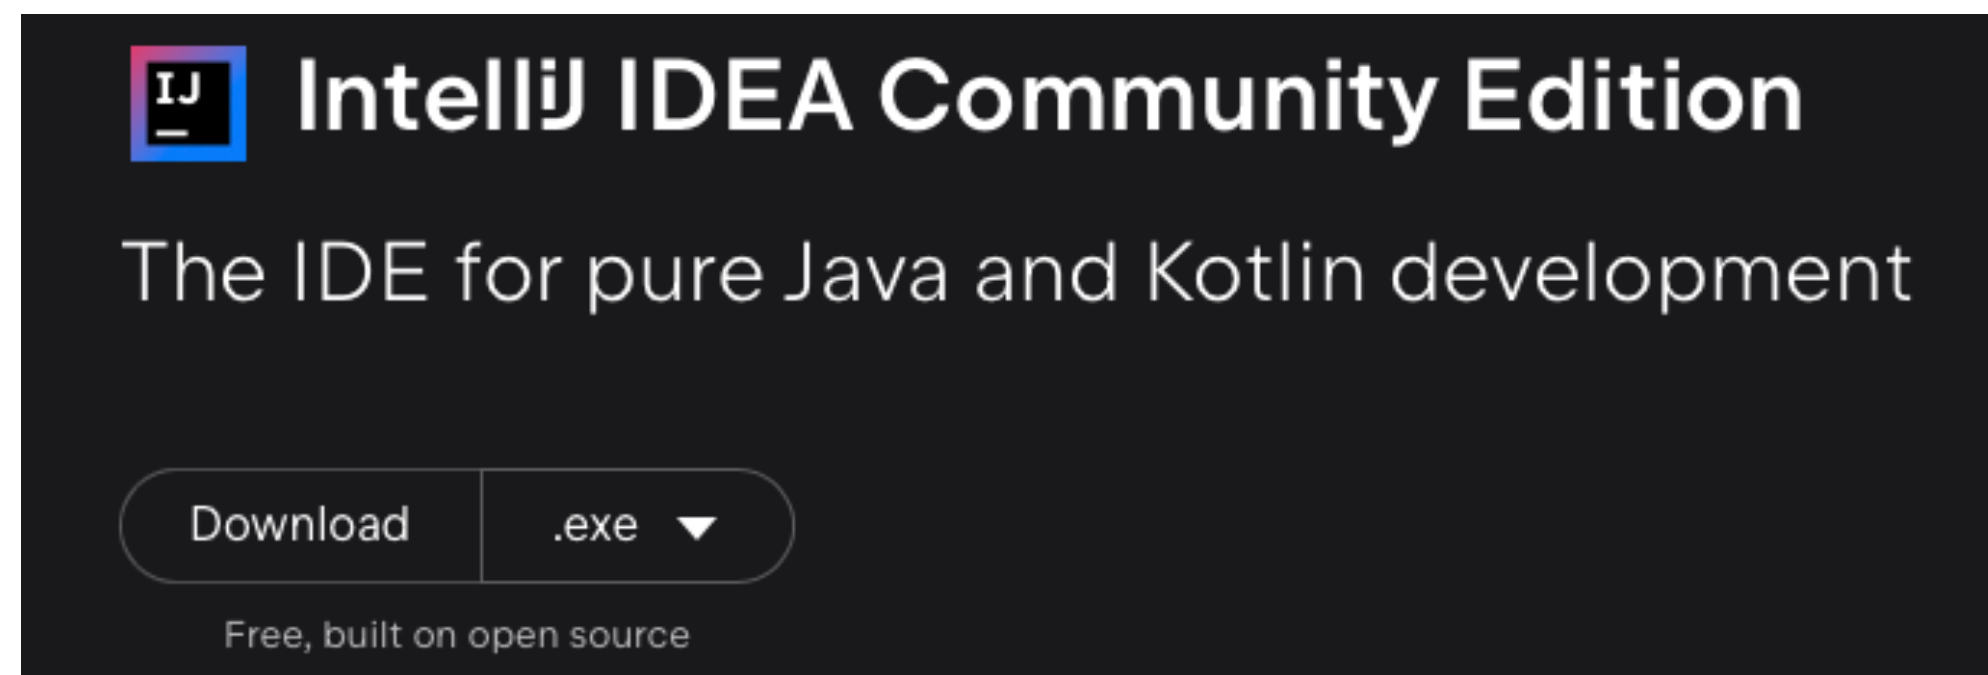 IJ
IntelliJ IDEA Community Edition
The IDE for pure Java and Kotlin development
Download
.exe
Free, built on open source